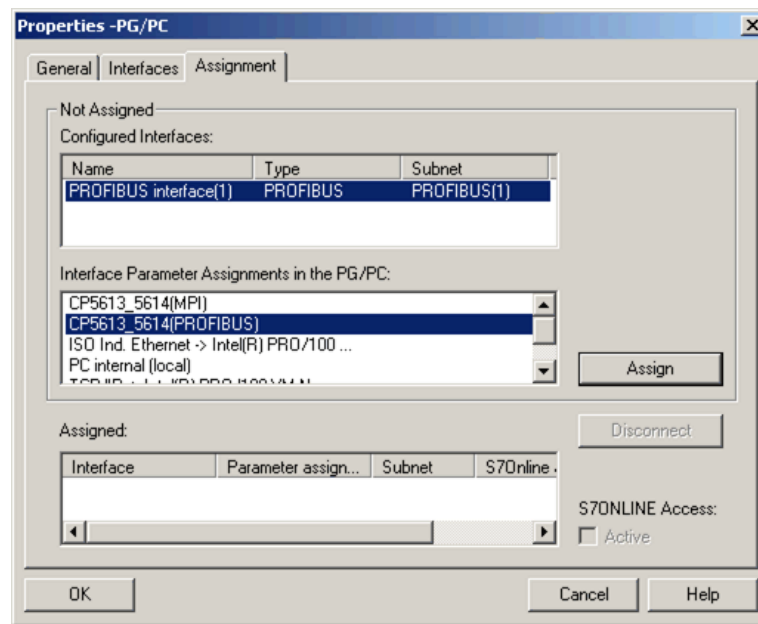 Properties -PG/PC
General Interfaces Assignment
Not Assigned
Configured Interfaces:
Name Type Subnet
PROFIBUS interface(1) PROFIBUS PROFIBUS(1)
Interface Parameter Assignments in the PG/PC:
CP5613_5614(MPI)
CP5613_5614(PROFIBUS)
ISO Ind. Ethernet -> Intel(R) PRO/100 ...
PC internal (local)
Assign
Assigned:
Disconnect
Interface Parameter assign... Subnet S7Online
S7ONLINE Access:
Active
OK Cancel Help